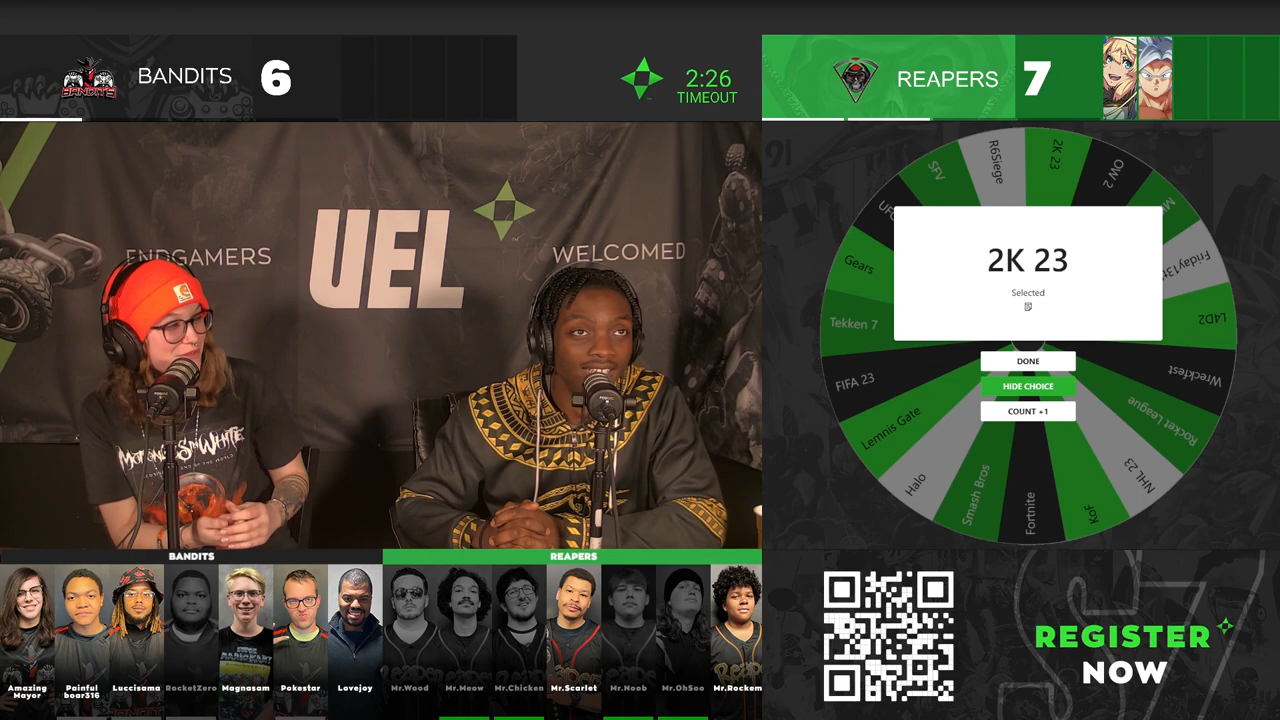 BANDITS 6
2:26
TIMEOUT
REAPERS 7
BANDITS
ENDGAMERS
UEL
WELCOMED
SFV
R6Siege
2K 23
OW 2
Friday13t
L4D2
Wreckfest
Rocket League
NHL 23
KoF
Fortnite
Smash Bros
Halo
Lemnis Gate
FIFA 23
Tekken 7
Gears
UFC
2K 23
Selected
DONE
HIDE CHOICE
COUNT +1
BANDITS
REAPERS
Amazing
Mayor
Painful
boar316
Luccisama
RocketZero
Magnasam
Pokestar
Lovejoy
Mr.Wood
Mr.Meow
Mr.Chicken
Mr.Scarlet
Mr.Noob
Mr.OhSoo
Mr.Rockem
S7
REGISTER
NOW